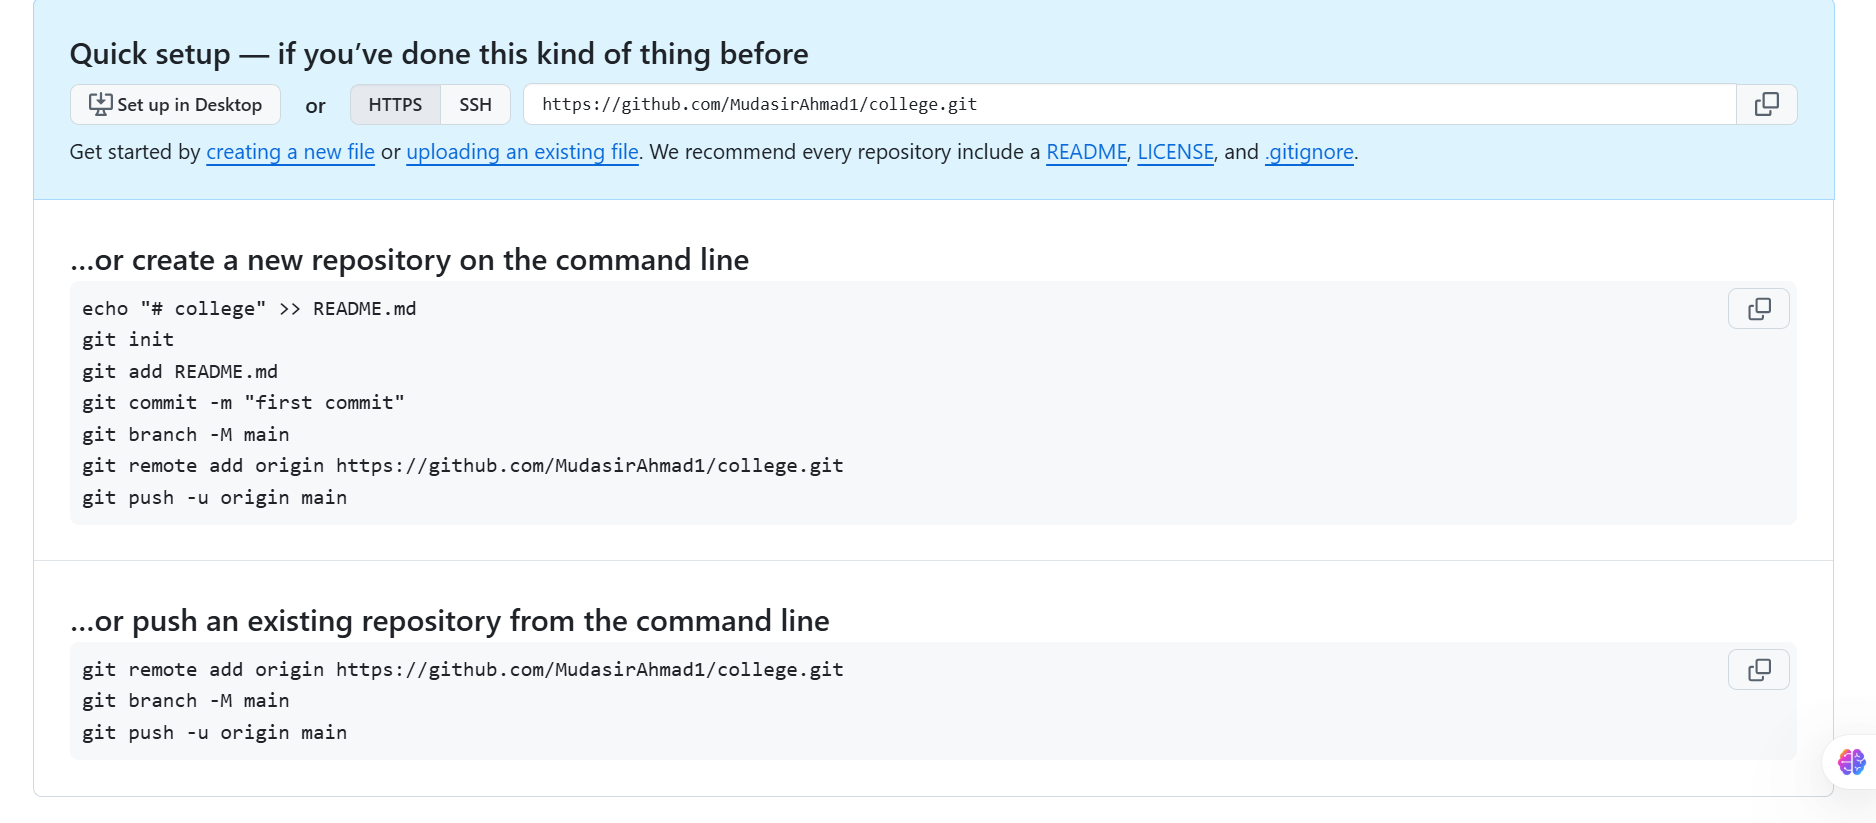 Quick setup — if you’ve done this kind of thing before
Set up in Desktop or HTTPS SSH https://github.com/MudasirAhmad1/college.git
Get started by creating a new file or uploading an existing file. We recommend every repository include a README, LICENSE, and .gitignore.
…or create a new repository on the command line
echo "# college" >> README.md
git init
git add README.md
git commit -m "first commit"
git branch -M main
git remote add origin https://github.com/MudasirAhmad1/college.git
git push -u origin main
…or push an existing repository from the command line
git remote add origin https://github.com/MudasirAhmad1/college.git
git branch -M main
git push -u origin main